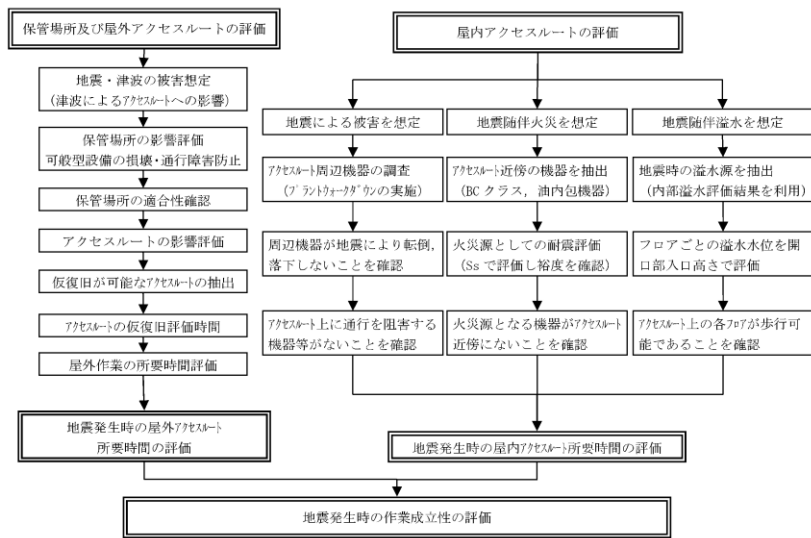 保管場所及び屋外アクセスルートの評価
地震・津波の被害想定
(津波によるアクセスルートへの影響)
保管場所の影響評価
可般型設備の損壊・通行障害防止
保管場所の適合性確認
アクセスルートの影響評価
仮復旧が可能なアクセスルートの抽出
アクセスルートの仮復旧評価時間
屋外作業の所要時間評価
地震発生時の屋外アクセスルート
所要時間の評価
屋内アクセスルートの評価
地震による被害を想定
アクセスルート周辺機器の調査
(プラントウォークダウンの実施)
周辺機器が地震により転倒,
落下しないことを確認
アクセスルート上に通行を阻害する
機器等がないことを確認
地震随伴火災を想定
アクセスルート近傍の機器を抽出
(BCクラス,油内包機器)
火災源としての耐震評価
(Ssで評価し裕度を確認)
火災源となる機器がアクセスルート
近傍にないことを確認
地震随伴溢水を想定
地震時の溢水源を抽出
(内部溢水評価結果を利用)
フロアごとの溢水水位を開
口部入口高さで評価
アクセスルート上の各フロアが歩行可
能であることを確認
地震発生時の屋内アクセスルート所要時間の評価
地震発生時の作業成立性の評価